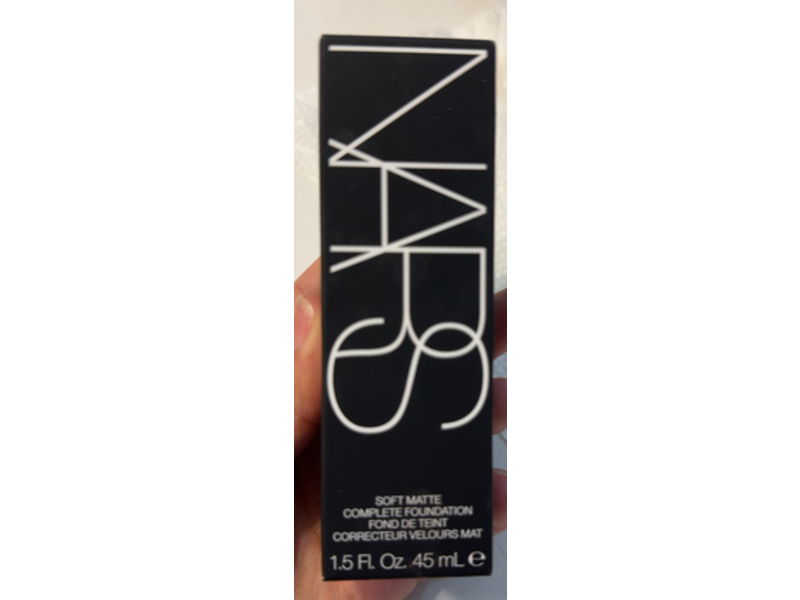 NARS
SOFT MATTE
COMPLETE FOUNDATION
FOND DE TEINT
CORRECTEUR VELOURS MAT
1.5 Fl. Oz. 45 mL ℮